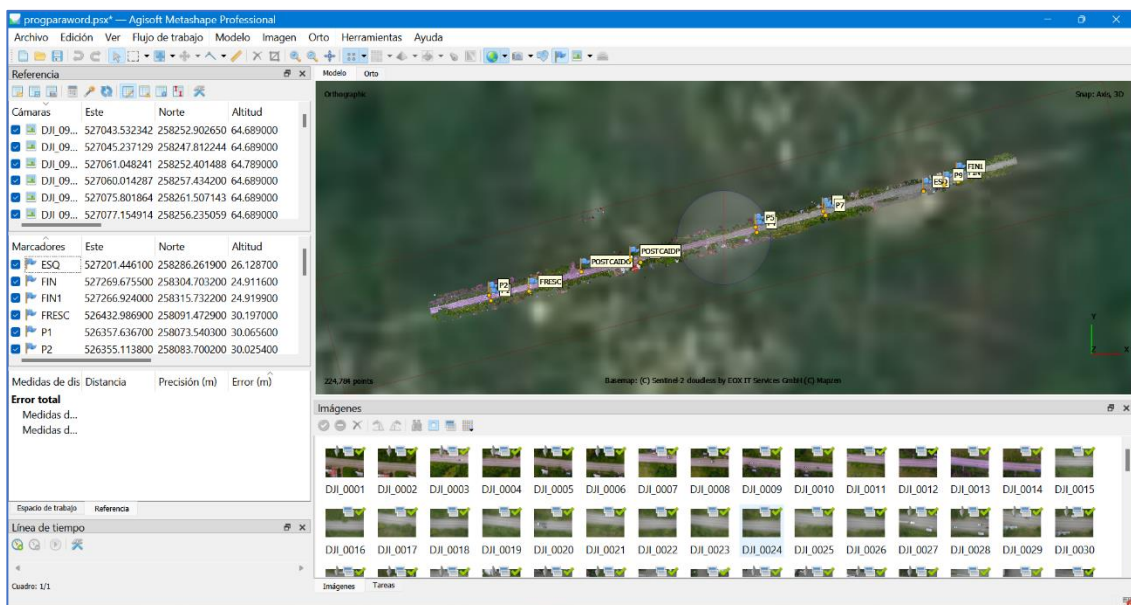 progparaword.psx* — Agisoft Metashape Professional
Archivo Edición Ver Flujo de trabajo Modelo Imagen Orto Herramientas Ayuda
Referencia
Cámaras Este Norte Altitud
DJI_09... 527043.532342 258252.902650 64.689000
DJI_09... 527045.237129 258247.812244 64.689000
DJI_09... 527061.048241 258252.401488 64.789000
DJI_09... 527060.014287 258257.434200 64.689000
DJI_09... 527075.801864 258261.507143 64.689000
DJI_09... 527077.154914 258256.235059 64.689000
Marcadores Este Norte Altitud
ESQ 527201.446100 258286.261900 26.128700
FIN 527269.675500 258304.703200 24.911600
FIN1 527266.924000 258315.732200 24.919900
FRESC 526432.986900 258091.472900 30.197000
P1 526357.636700 258073.540300 30.065600
P2 526355.113800 258083.700200 30.025400
Medidas de dis Distancia Precisión (m) Error (m)
Error total
Medidas d...
Medidas d...
Espacio de trabajo Referencia
Línea de tiempo
Cuadro: 1/1
Modelo Orto
Orthographic
Snap: Axis, 3D
FIN1
P9
ESQ
P7
P5
POSTCAIDP
POSTCAIDG
P2
FRESC
Y
Z X
224,784 points
Basemap: (C) Sentinel-2 cloudless by EOX IT Services GmbH (C) Mapzen
Imágenes
DJI_0001 DJI_0002 DJI_0003 DJI_0004 DJI_0005 DJI_0006 DJI_0007 DJI_0008 DJI_0009 DJI_0010 DJI_0011 DJI_0012 DJI_0013 DJI_0014 DJI_0015
DJI_0016 DJI_0017 DJI_0018 DJI_0019 DJI_0020 DJI_0021 DJI_0022 DJI_0023 DJI_0024 DJI_0025 DJI_0026 DJI_0027 DJI_0028 DJI_0029 DJI_0030
Imágenes Tareas